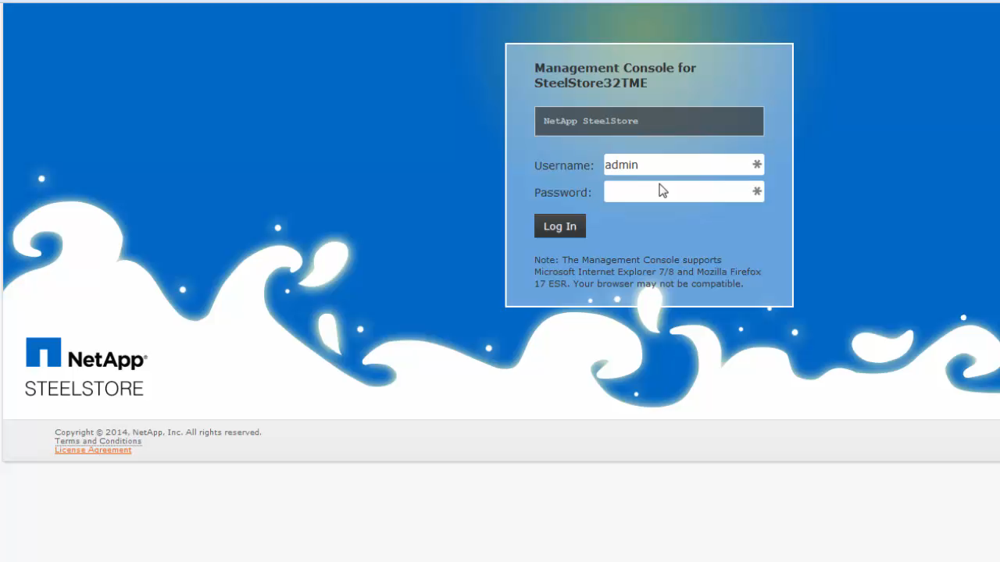 Management Console for
SteelStore32TME
NetApp SteelStore
Username: admin *
Password: *
Log In
Note: The Management Console supports
Microsoft Internet Explorer 7/8 and Mozilla Firefox
17 ESR. Your browser may not be compatible.
NetApp®
STEELSTORE
Copyright © 2014, NetApp, Inc. All rights reserved.
Terms and Conditions
License Agreement